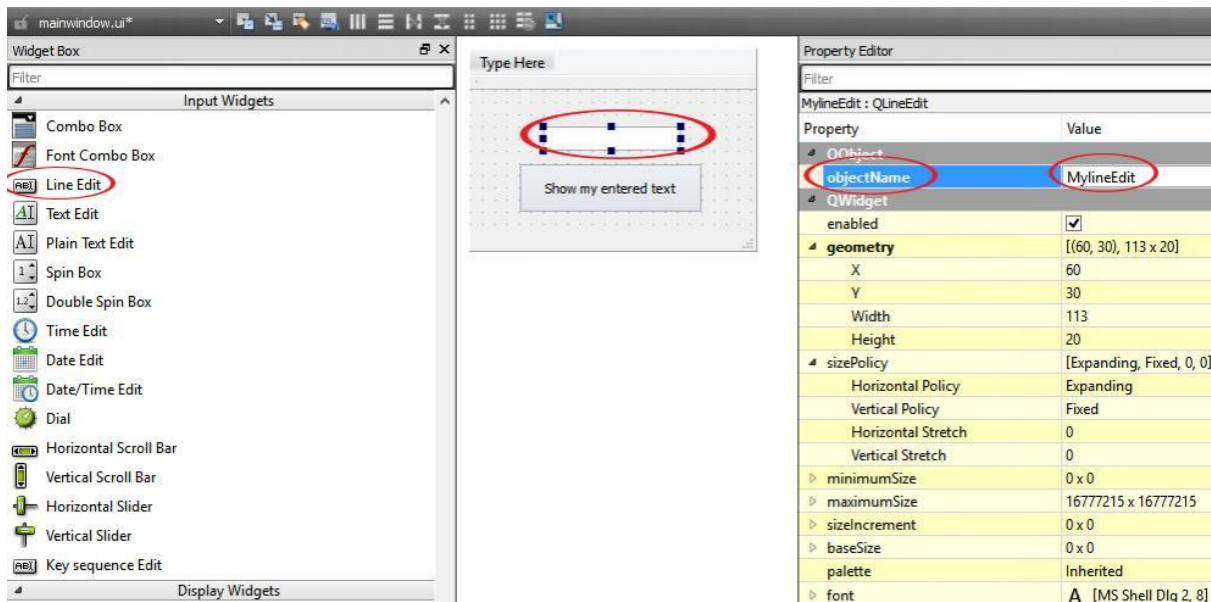 mainwindow.ui*
Widget Box
Filter
Input Widgets
Combo Box
Font Combo Box
Line Edit
Text Edit
Plain Text Edit
Spin Box
Double Spin Box
Time Edit
Date Edit
Date/Time Edit
Dial
Horizontal Scroll Bar
Vertical Scroll Bar
Horizontal Slider
Vertical Slider
Key sequence Edit
Display Widgets
Type Here
Show my entered text
Property Editor
Filter
MylineEdit : QLineEdit
Property Value
QObject
objectName MylineEdit
QWidget
enabled
geometry [(60, 30), 113 x 20]
X 60
Y 30
Width 113
Height 20
sizePolicy [Expanding, Fixed, 0, 0]
Horizontal Policy Expanding
Vertical Policy Fixed
Horizontal Stretch 0
Vertical Stretch 0
minimumSize 0 x 0
maximumSize 16777215 x 16777215
sizeIncrement 0 x 0
baseSize 0 x 0
palette Inherited
font A [MS Shell Dlg 2, 8]